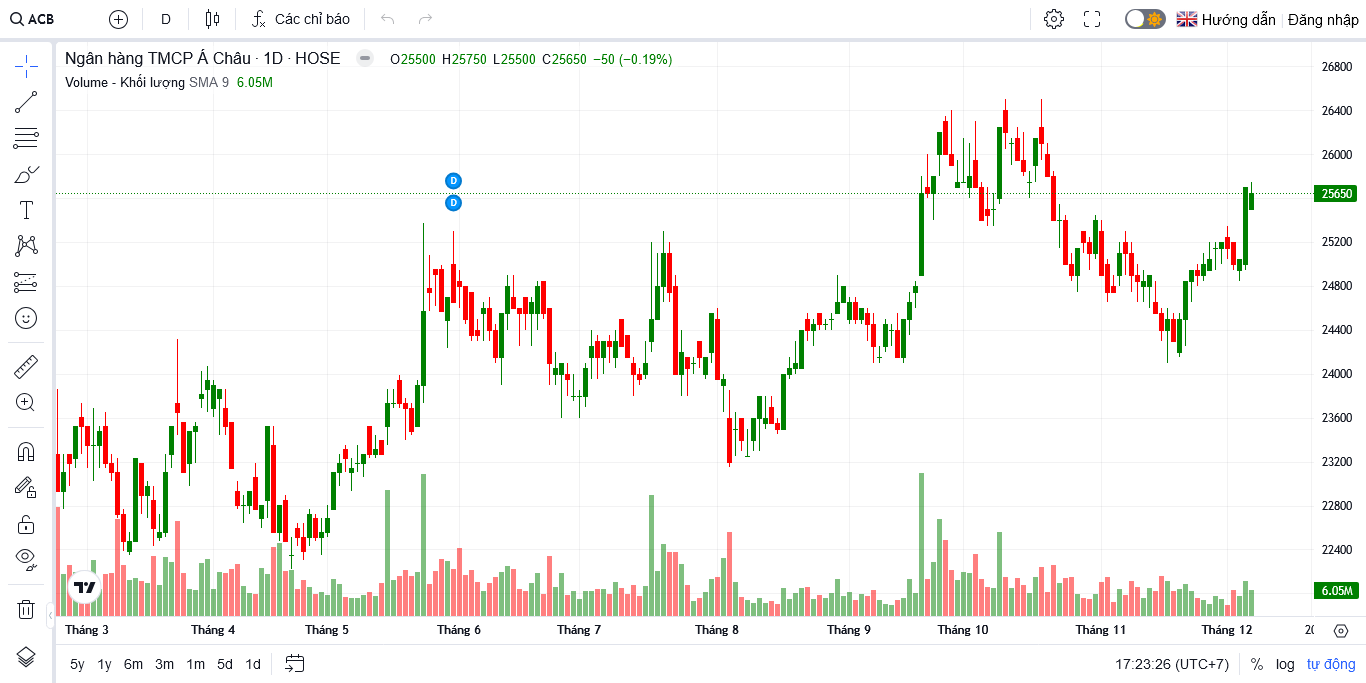 ACB D Các chỉ báo Hướng dẫn Đăng nhập
Ngân hàng TMCP Á Châu · 1D · HOSE O25500 H25750 L25500 C25650 −50 (−0.19%)
Volume - Khối lượng SMA 9 6.05M
26800
26400
26000
25650
25200
24800
24400
24000
23600
23200
22800
22400
6.05M
D
D
Tháng 3 Tháng 4 Tháng 5 Tháng 6 Tháng 7 Tháng 8 Tháng 9 Tháng 10 Tháng 11 Tháng 12
5y 1y 6m 3m 1m 5d 1d 17:23:26 (UTC+7) % log tự động